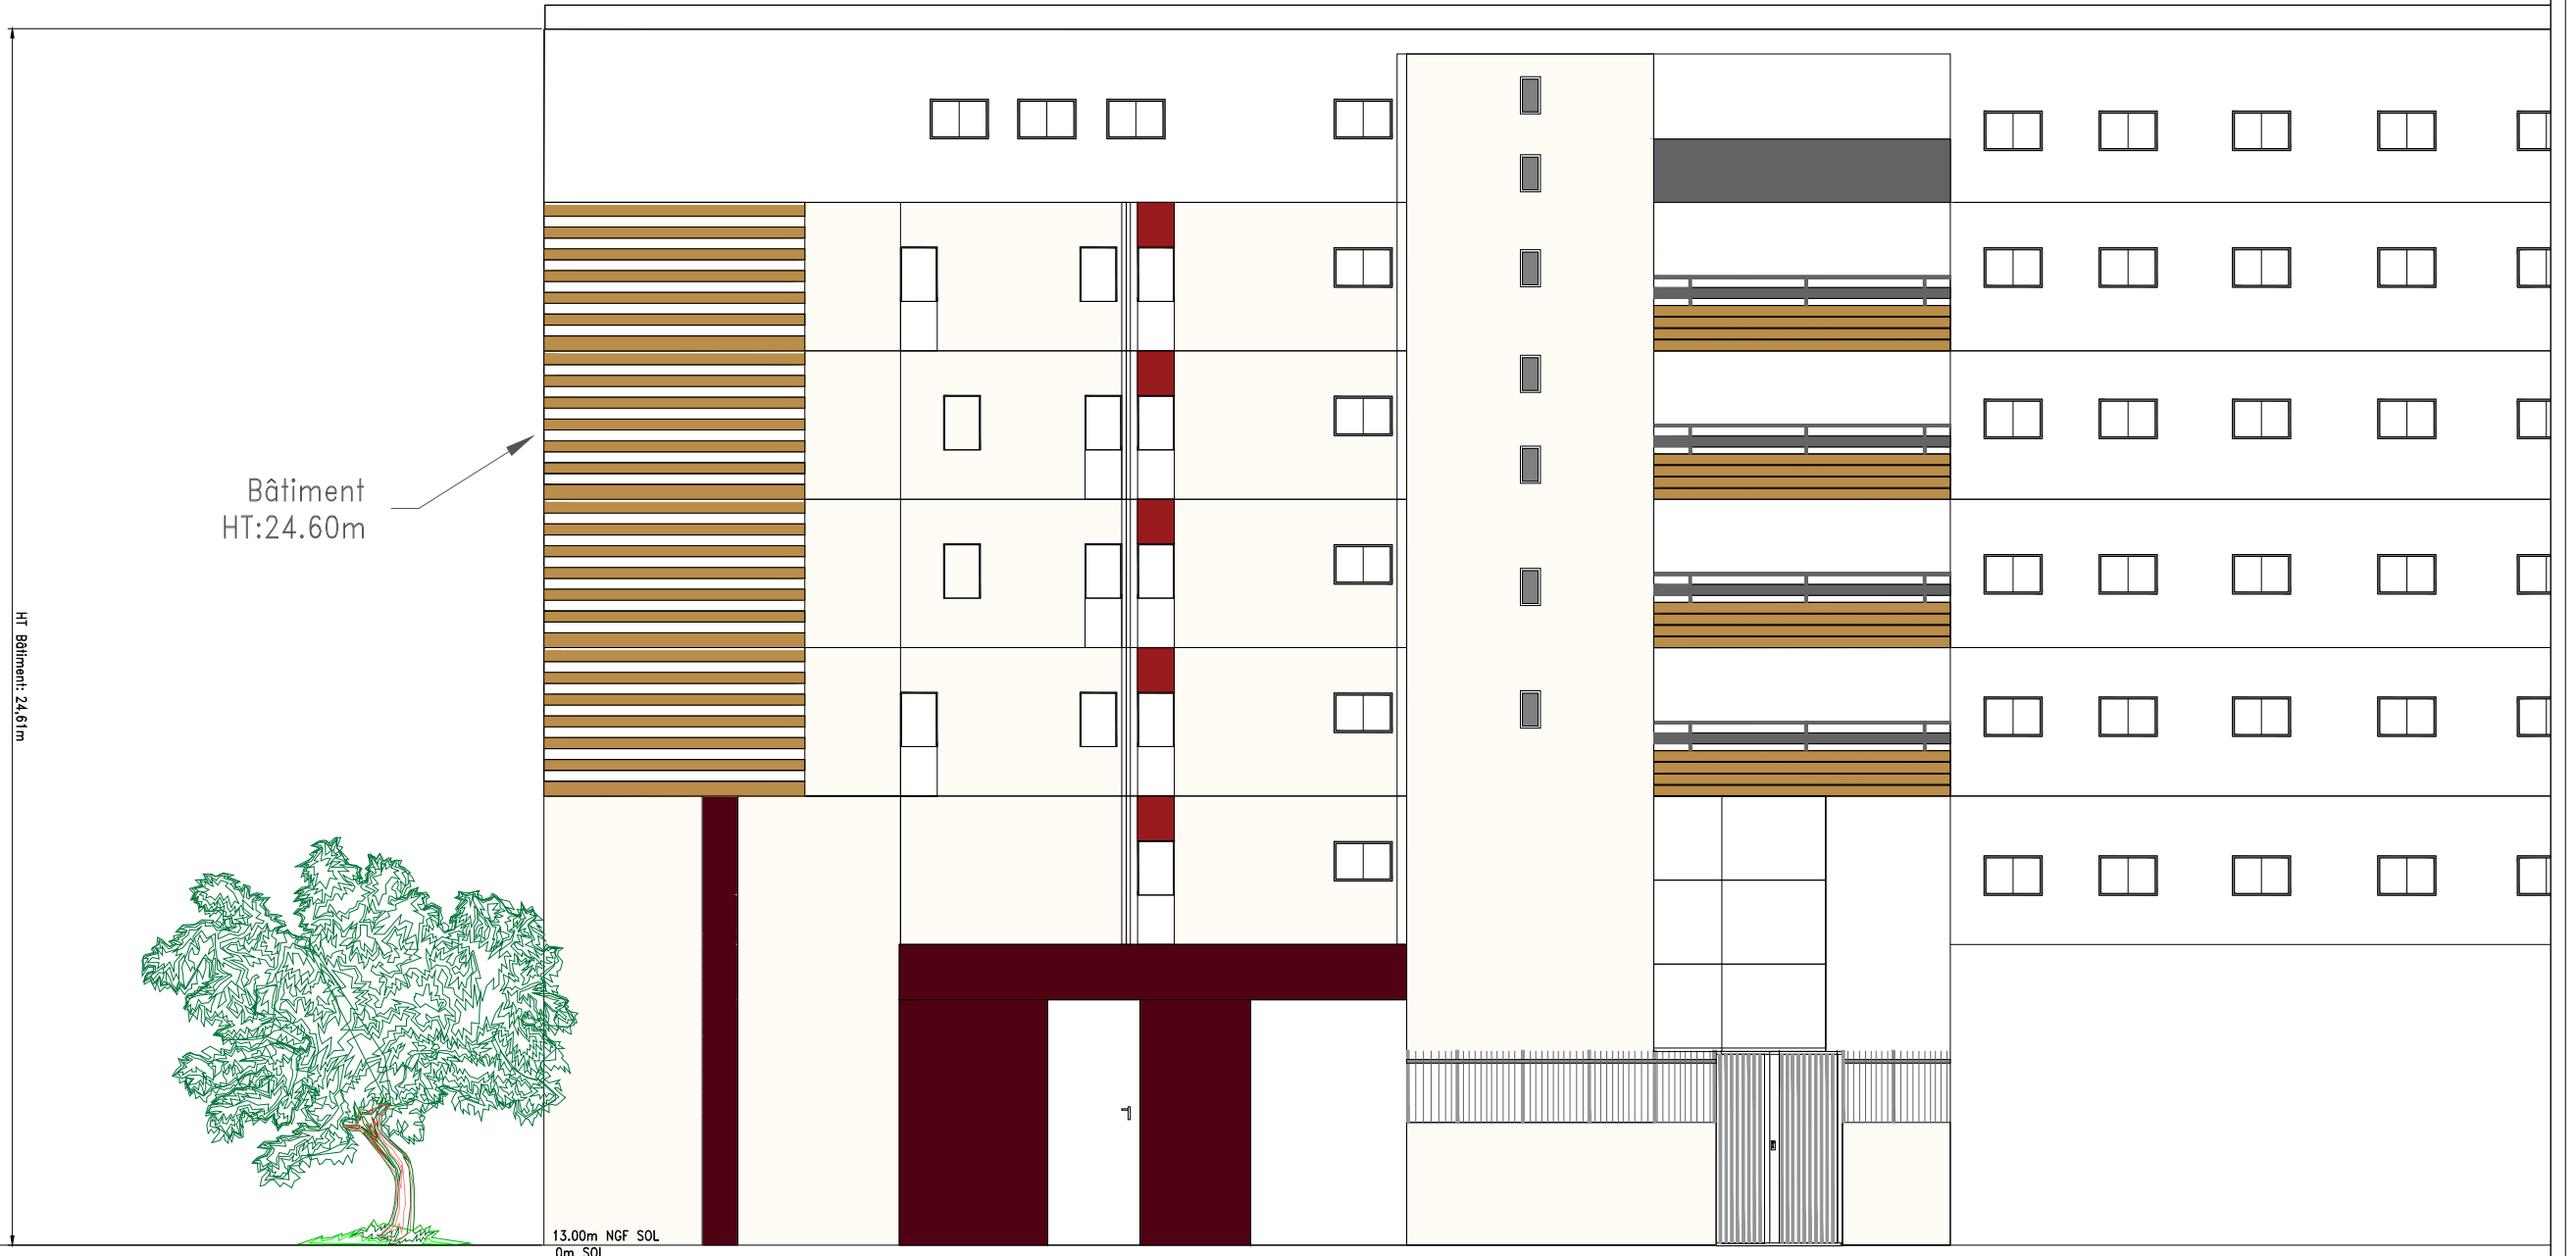 Bâtiment
HT:24.60m
HT Bâtiment: 24,61m
13.00m NGF SOL
0m SOL